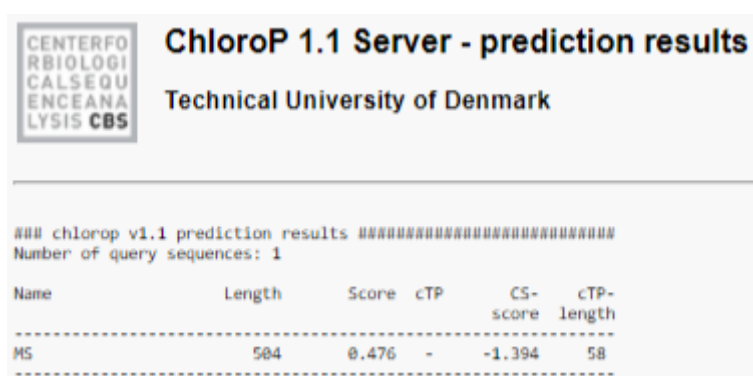 CENTERFO
RBIOLOGI
CALSEQU
ENCEANA
LYSIS CBS
ChloroP 1.1 Server - prediction results
Technical University of Denmark
### chlorop v1.1 prediction results ###########################
Number of query sequences: 1
Name Length Score cTP CS- cTP-
score length
MS 504 0.476 - -1.394 58